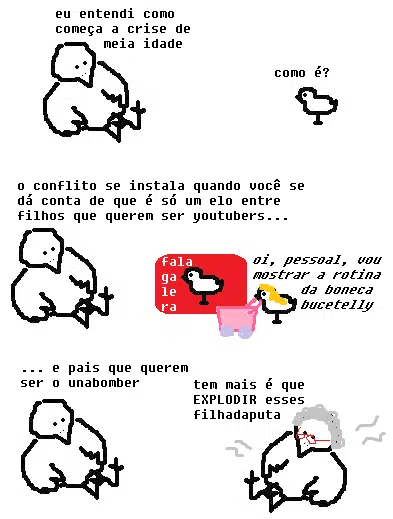 eu entendi como
começa a crise de
meia idade
como é?
o conflito se instala quando você se
dá conta de que é só um elo entre
filhos que querem ser youtubers...
fala
ga
le
ra
oi, pessoal, vou
mostrar a rotina
da boneca
bucetelly
... e pais que querem
ser o unabomber
tem mais é que
EXPLODIR esses
filhadaputa